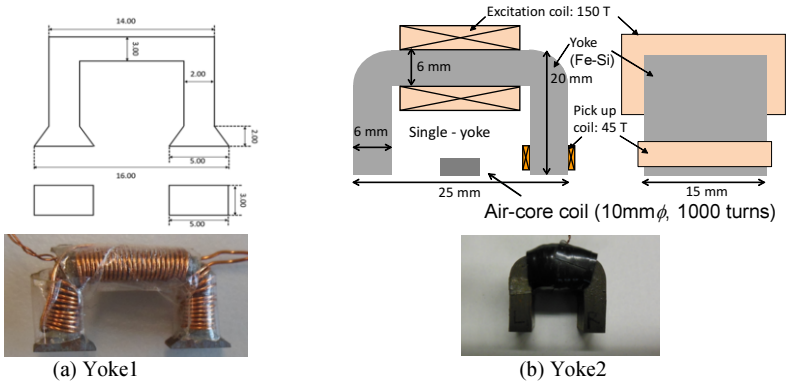 14.00
3.00
2.00
2.00
5.00
16.00
3.00
5.00
(a) Yoke1
Excitation coil: 150 T
Yoke
(Fe-Si)
6 mm
20 mm
Pick up
coil: 45 T
6 mm
Single - yoke
25 mm
15 mm
Air-core coil (10mmϕ, 1000 turns)
(b) Yoke2